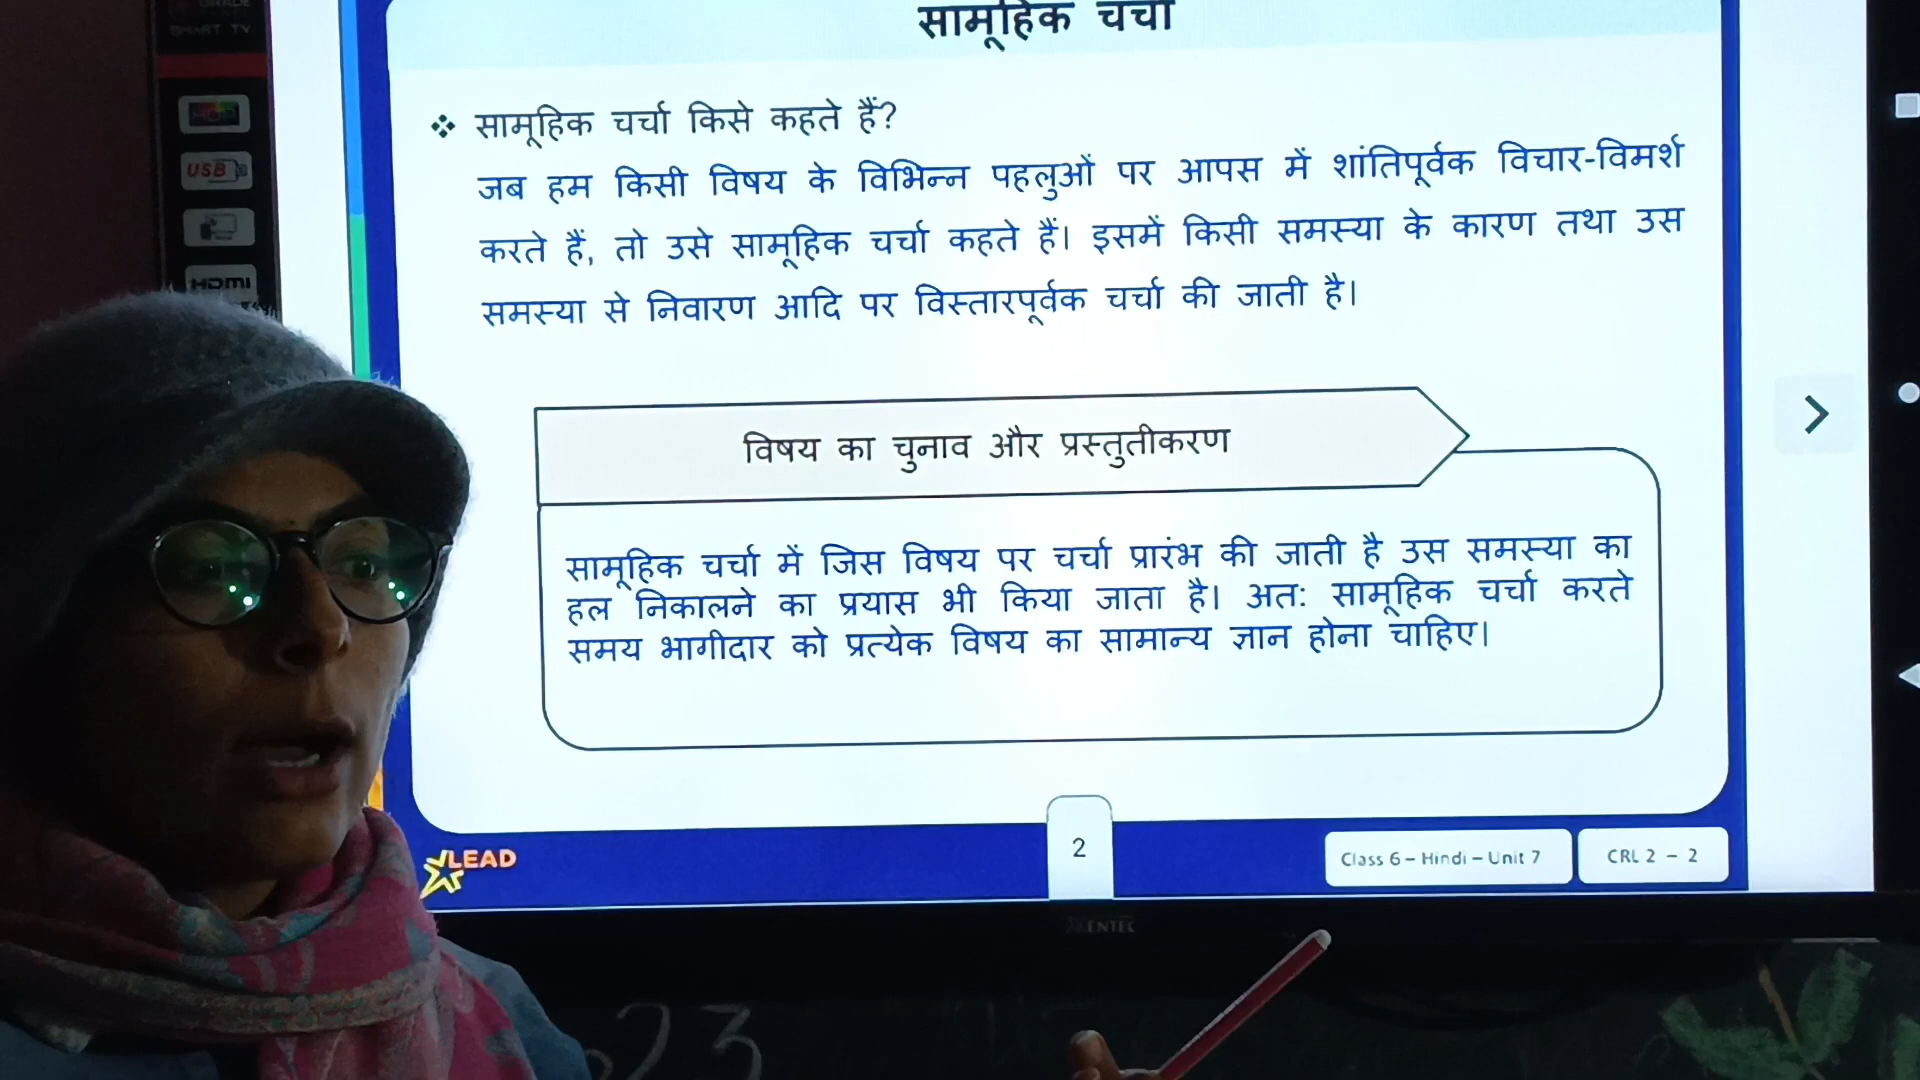 SMART TV
सामूहिक चर्चा
USB
HDMI
❖ सामूहिक चर्चा किसे कहते हैं?
जब हम किसी विषय के विभिन्न पहलुओं पर आपस में शांतिपूर्वक विचार-विमर्श
करते हैं, तो उसे सामूहिक चर्चा कहते हैं। इसमें किसी समस्या के कारण तथा उस
समस्या से निवारण आदि पर विस्तारपूर्वक चर्चा की जाती है।
विषय का चुनाव और प्रस्तुतीकरण
सामूहिक चर्चा में जिस विषय पर चर्चा प्रारंभ की जाती है उस समस्या का
हल निकालने का प्रयास भी किया जाता है। अत: सामूहिक चर्चा करते
समय भागीदार को प्रत्येक विषय का सामान्य ज्ञान होना चाहिए।
LEAD
2
Class 6 – Hindi – Unit 7
CRL 2 – 2
23